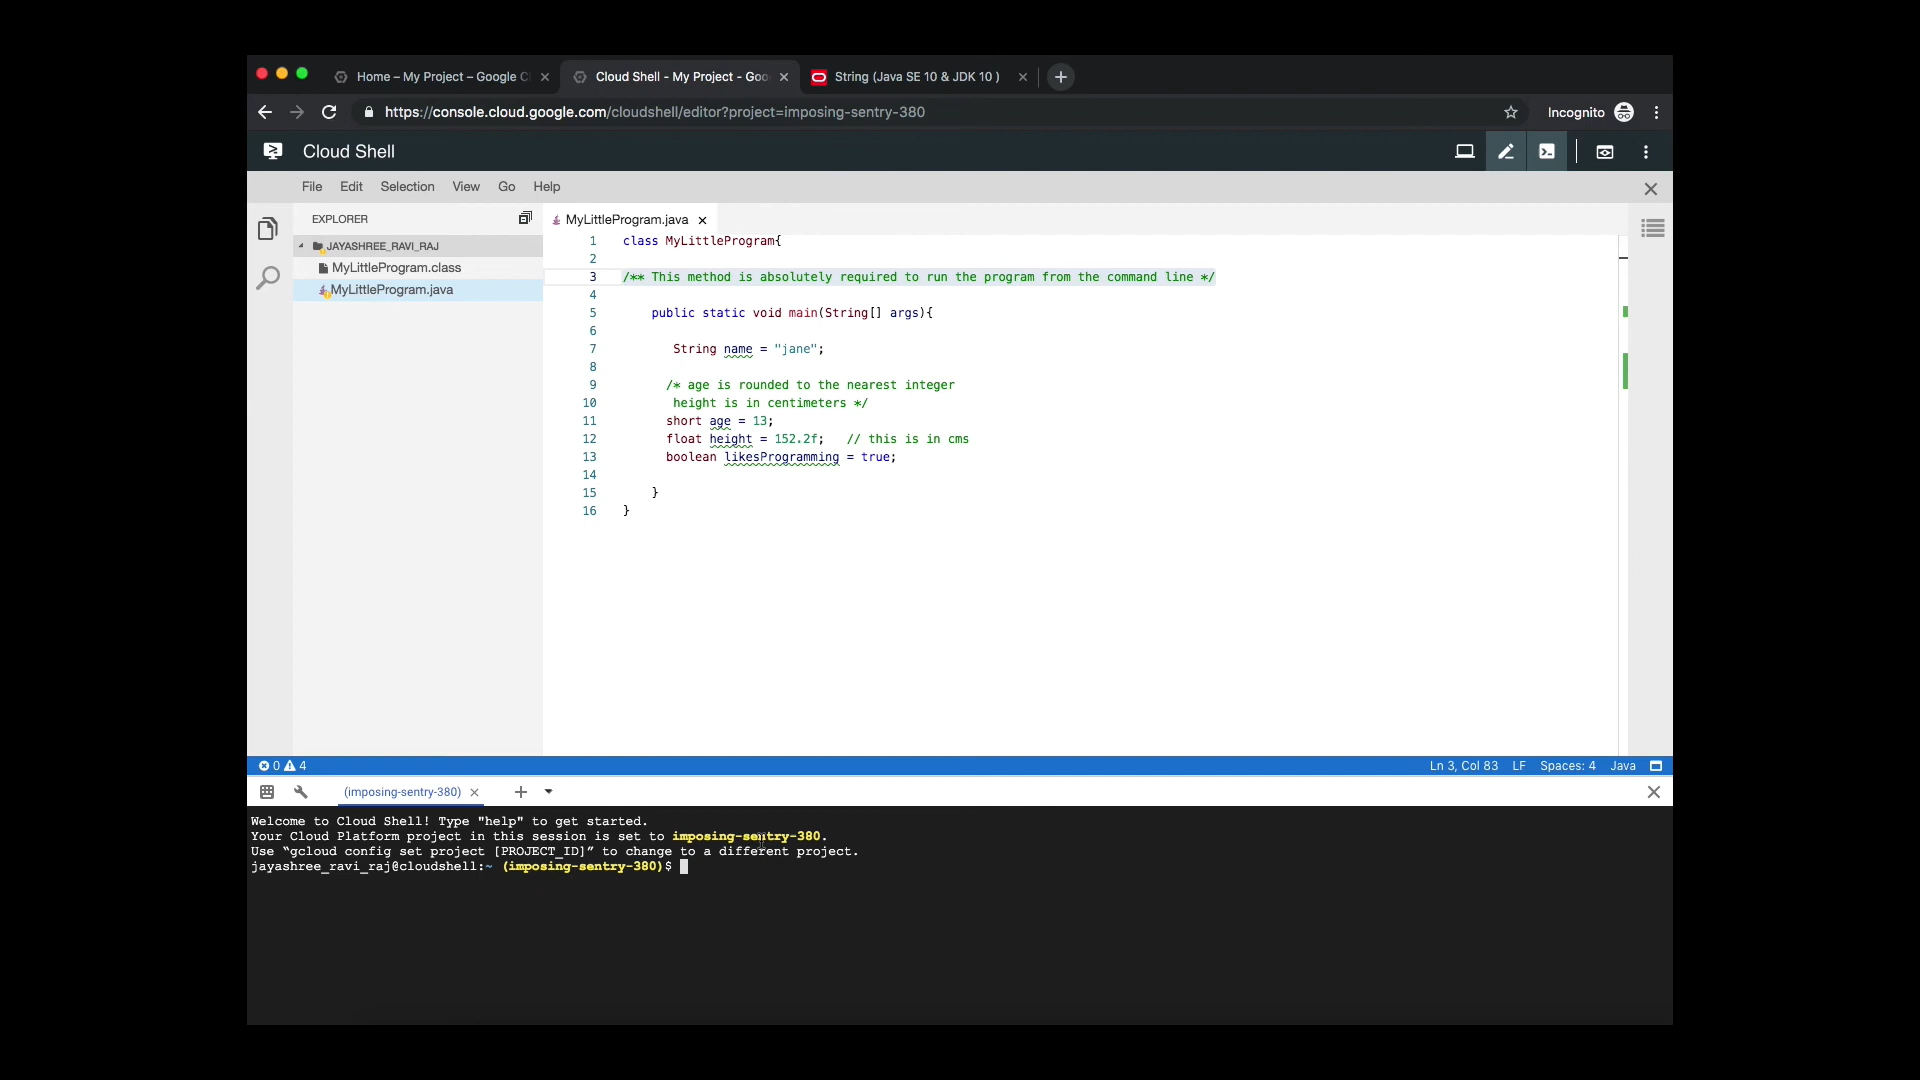 Home – My Project – Google Cl
Cloud Shell - My Project - Goo
String (Java SE 10 & JDK 10 )
https://console.cloud.google.com/cloudshell/editor?project=imposing-sentry-380
Incognito
Cloud Shell
File Edit Selection View Go Help
EXPLORER
MyLittleProgram.java
JAYASHREE_RAVI_RAJ
MyLittleProgram.class
MyLittleProgram.java
1 class MyLittleProgram{
2
3 /** This method is absolutely required to run the program from the command line */
4
5 public static void main(String[] args){
6
7 String name = "jane";
8
9 /* age is rounded to the nearest integer
10 height is in centimeters */
11 short age = 13;
12 float height = 152.2f; // this is in cms
13 boolean likesProgramming = true;
14
15 }
16 }
0 4
Ln 3, Col 83 LF Spaces: 4 Java
(imposing-sentry-380)
Welcome to Cloud Shell! Type "help" to get started.
Your Cloud Platform project in this session is set to imposing-sentry-380.
Use “gcloud config set project [PROJECT_ID]” to change to a different project.
jayashree_ravi_raj@cloudshell:~ (imposing-sentry-380)$